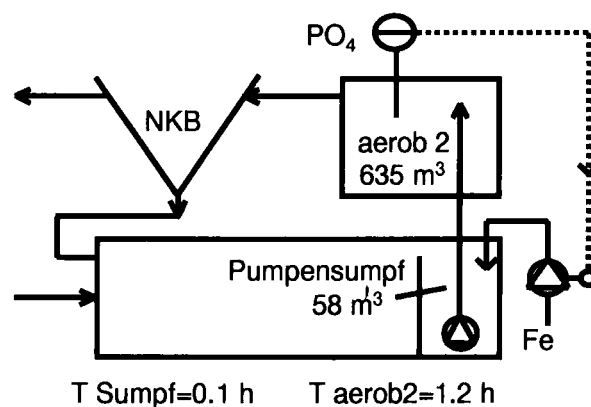 PO4
NKB
aerob 2
635 m³
Pumpensumpf
58 m³
Fe
T Sumpf=0.1 h T aerob2=1.2 h